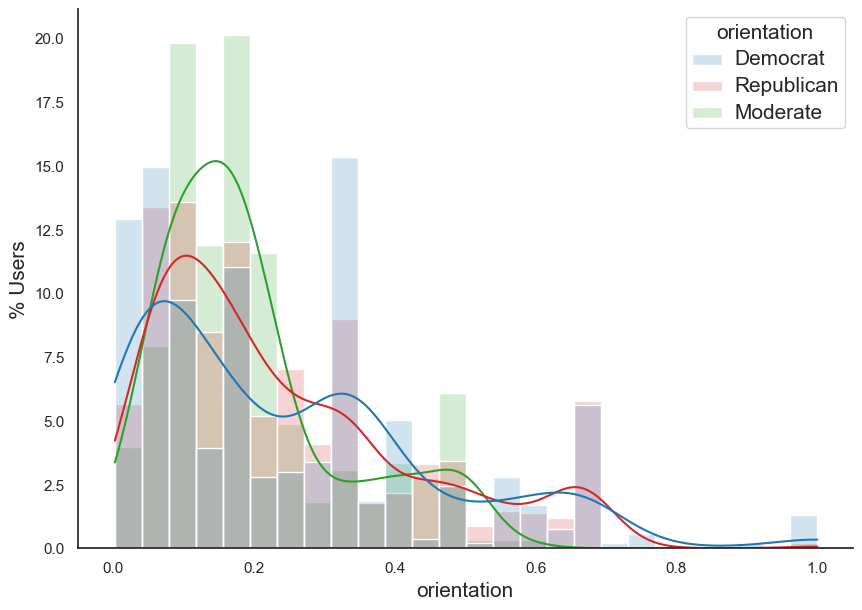 orientation
Democrat
Republican
Moderate
% Users
20.0
17.5
15.0
12.5
10.0
7.5
5.0
2.5
0.0
0.0 0.2 0.4 0.6 0.8 1.0
orientation